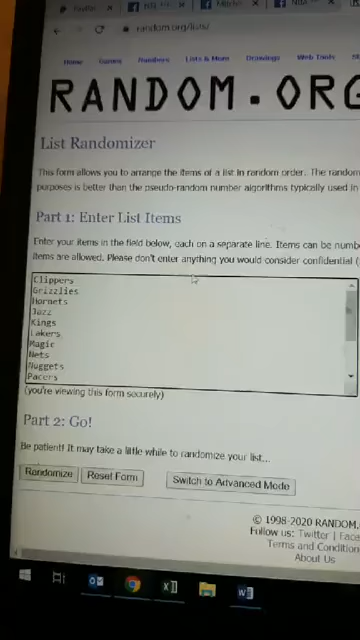 random.org/lists/
Home Games Numbers Lists & More Drawings Web Tools
RANDOM.ORG
List Randomizer
This form allows you to arrange the items of a list in random order. The random
purposes is better than the pseudo-random number algorithms typically used in
Part 1: Enter List Items
Enter your items in the field below, each on a separate line. Items can be numb
items are allowed. Please don't enter anything you would consider confidential (
Clippers
Grizzlies
Hornets
Jazz
Kings
Lakers
Magic
Nets
Nuggets
Pacers
(you're viewing this form securely)
Part 2: Go!
Be patient! It may take a little while to randomize your list...
Randomize Reset Form Switch to Advanced Mode
© 1998-2020 RANDOM.
Follow us: Twitter | Face
Terms and Condition
About Us